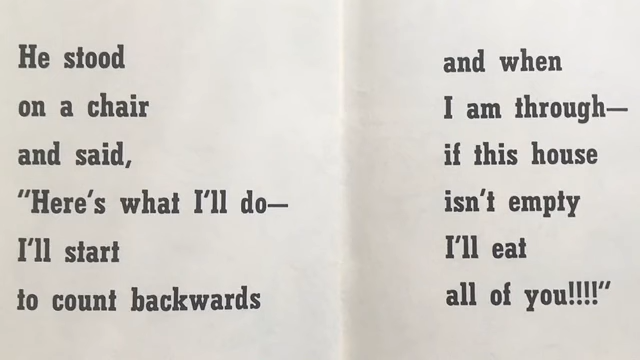 He stood
on a chair
and said,
“Here’s what I’ll do—
I’ll start
to count backwards
and when
I am through—
if this house
isn’t empty
I’ll eat
all of you!!!!”